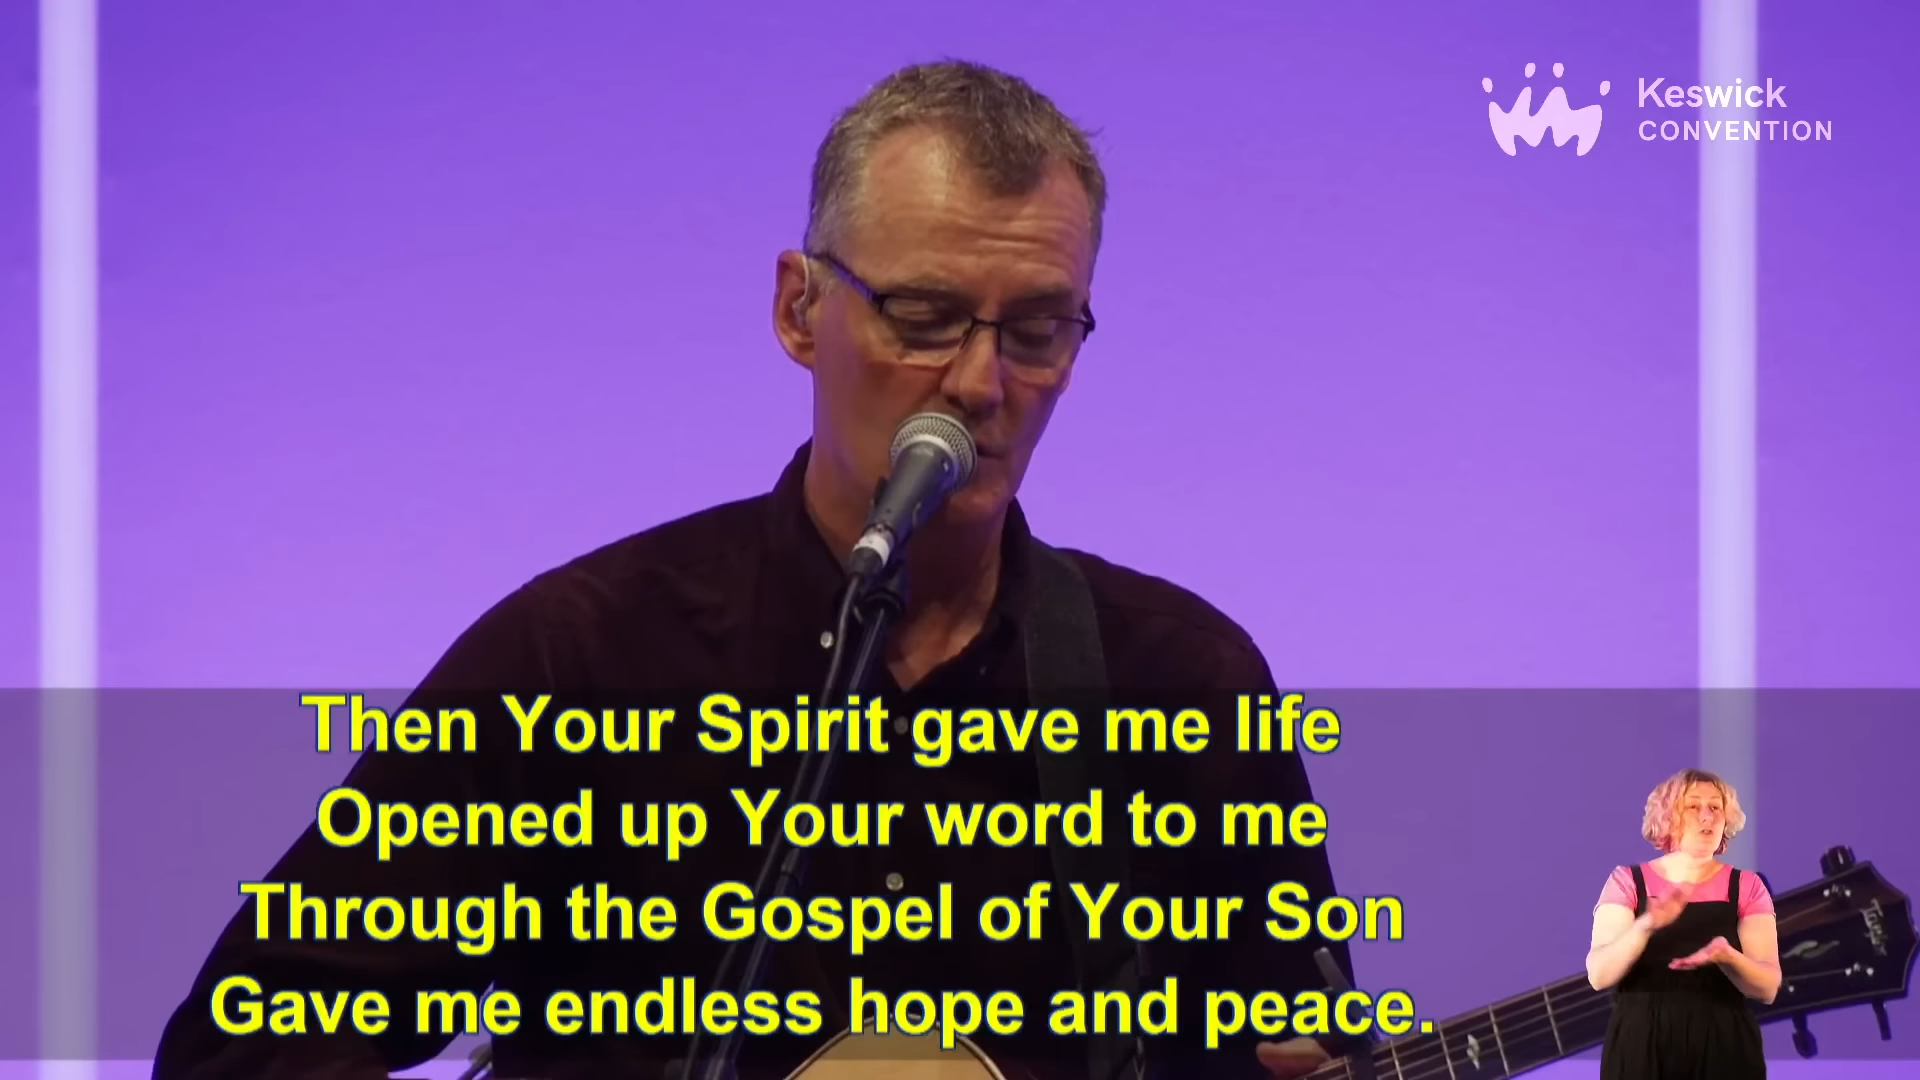 Keswick
CONVENTION
Then Your Spirit gave me life
Opened up Your word to me
Through the Gospel of Your Son
Gave me endless hope and peace.
Taylor